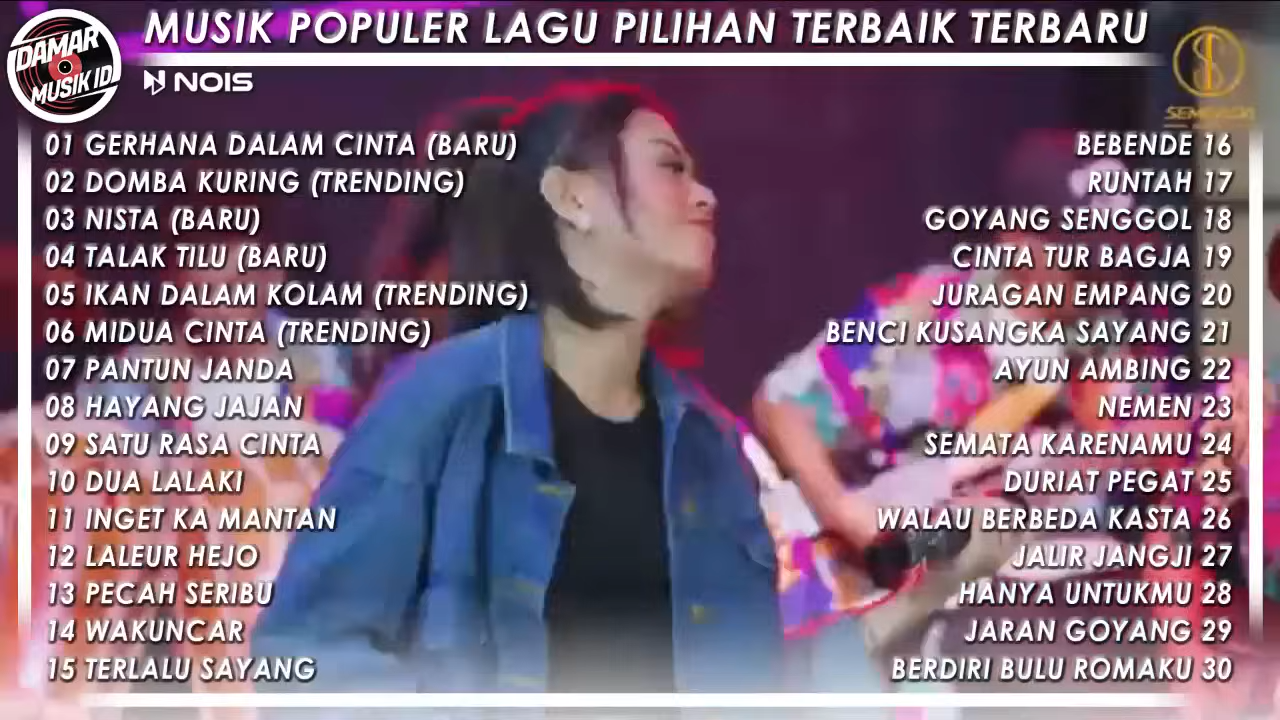 MUSIK POPULER LAGU PILIHAN TERBAIK TERBARU
DAMAR
MUSIK ID
NOIS
01 GERHANA DALAM CINTA (BARU)
02 DOMBA KURING (TRENDING)
03 NISTA (BARU)
04 TALAK TILU (BARU)
05 IKAN DALAM KOLAM (TRENDING)
06 MIDUA CINTA (TRENDING)
07 PANTUN JANDA
08 HAYANG JAJAN
09 SATU RASA CINTA
10 DUA LALAKI
11 INGET KA MANTAN
12 LALEUR HEJO
13 PECAH SERIBU
14 WAKUNCAR
15 TERLALU SAYANG
BEBENDE 16
RUNTAH 17
GOYANG SENGGOL 18
CINTA TUR BAGJA 19
JURAGAN EMPANG 20
BENCI KUSANGKA SAYANG 21
AYUN AMBING 22
NEMEN 23
SEMATA KARENAMU 24
DURIAT PEGAT 25
WALAU BERBEDA KASTA 26
JALIR JANGJI 27
HANYA UNTUKMU 28
JARAN GOYANG 29
BERDIRI BULU ROMAKU 30